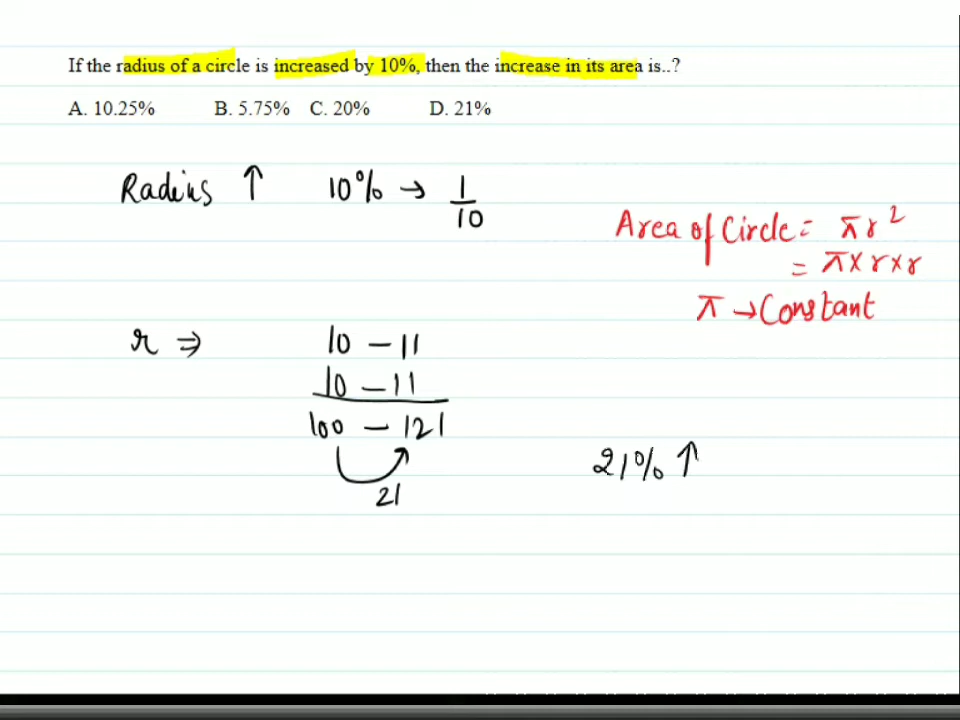 If the radius of a circle is increased by 10%, then the increase in its area is..?
A. 10.25% B. 5.75% C. 20% D. 21%
Radius ↑ 10% → 1/10
Area of Circle = πr²
= π×r×r
π → Constant
r ⇒ 10 – 11
10 – 11
100 – 121
21
21% ↑